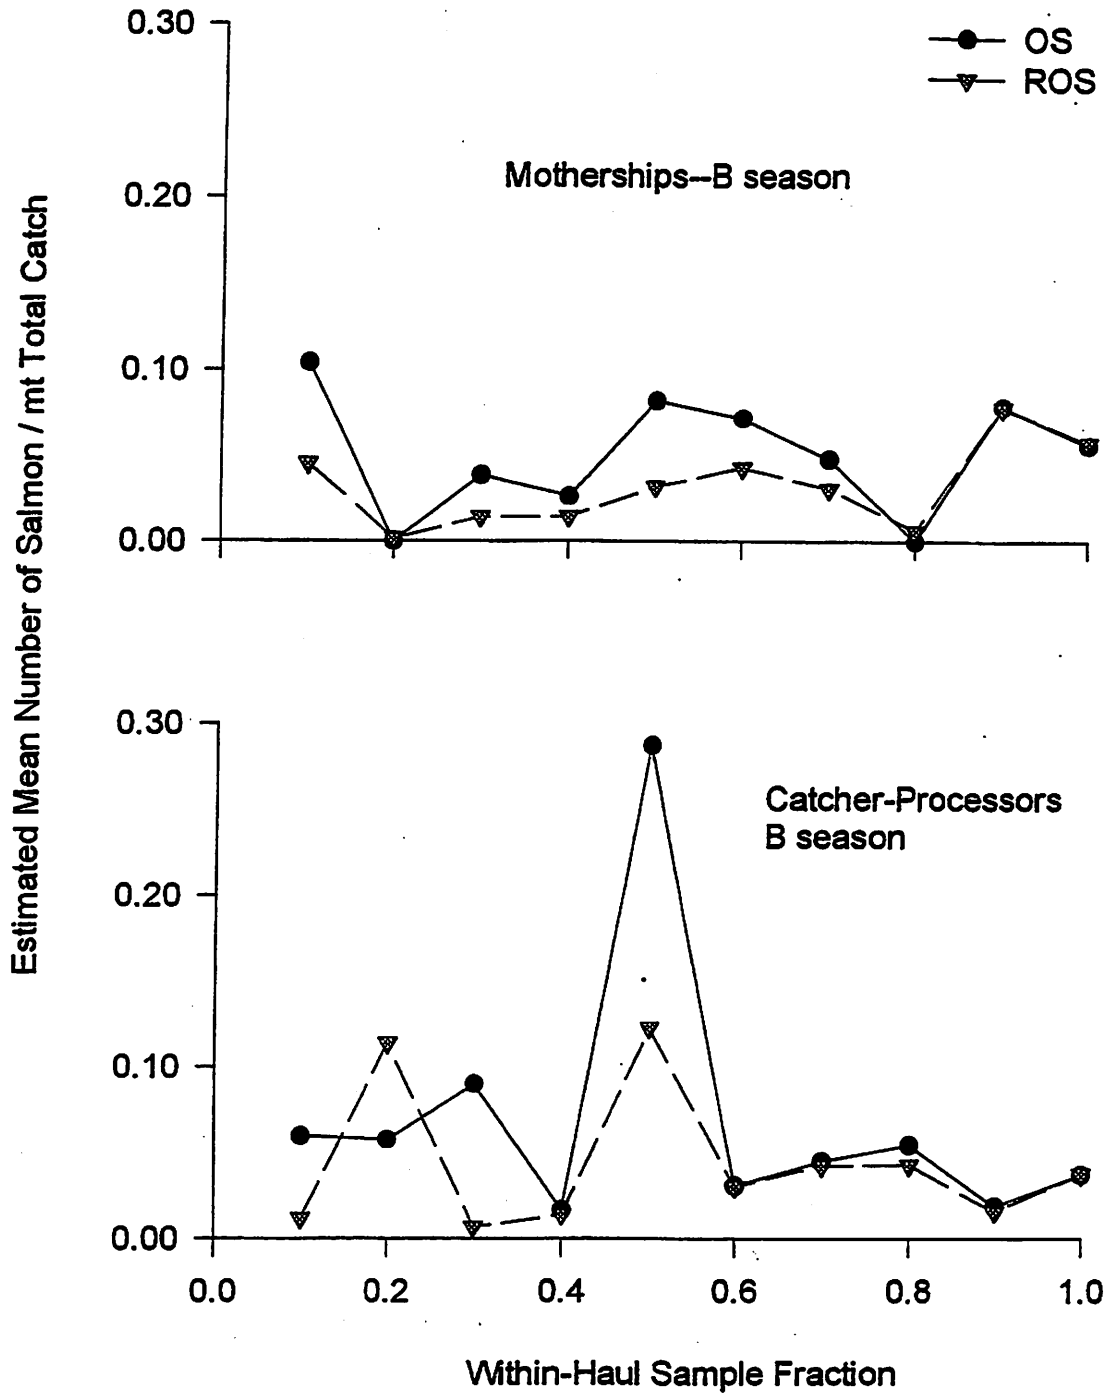 Estimated Mean Number of Salmon / mt Total Catch
0.30
0.20
0.10
0.00
OS
ROS
Motherships--B season
0.30
0.20
0.10
0.00
Catcher-Processors
B season
0.0 0.2 0.4 0.6 0.8 1.0
Within-Haul Sample Fraction